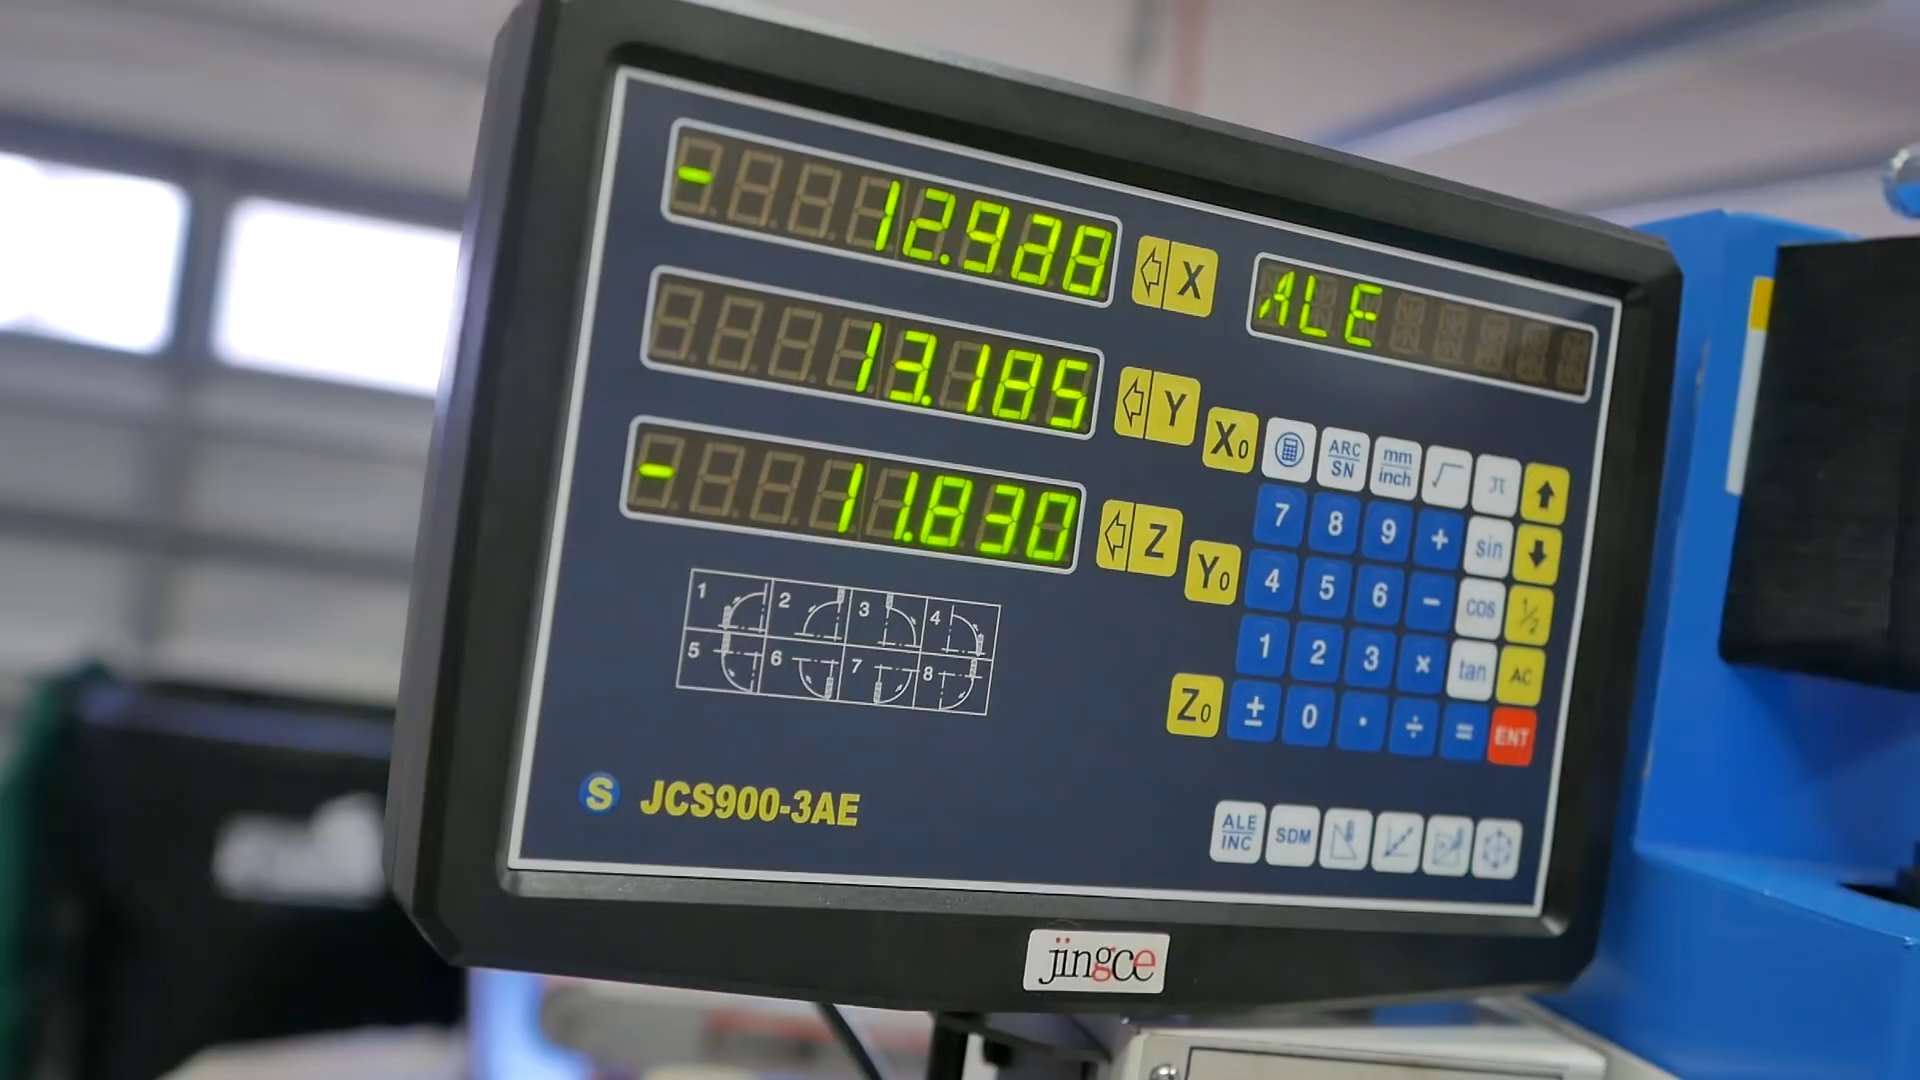 - 12.928
X
ALE
13.185
Y
- 11.830
Z
X0
ARC
SN
mm
inch
√
π
7 8 9 + sin
Y0
4 5 6 - cos 1/2
1 2 3 × tan AC
Z0
± 0 . ÷ = ENT
1 2 3 4
5 6 7 8
S JCS900-3AE
ALE
INC
SDM
jingce